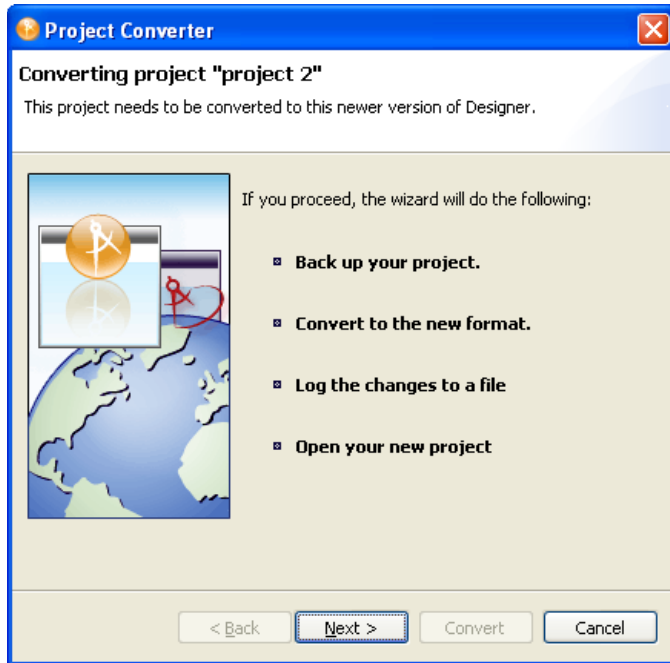 Project Converter
Converting project "project 2"
This project needs to be converted to this newer version of Designer.
If you proceed, the wizard will do the following:
Back up your project.
Convert to the new format.
Log the changes to a file
Open your new project
< Back Next > Convert Cancel